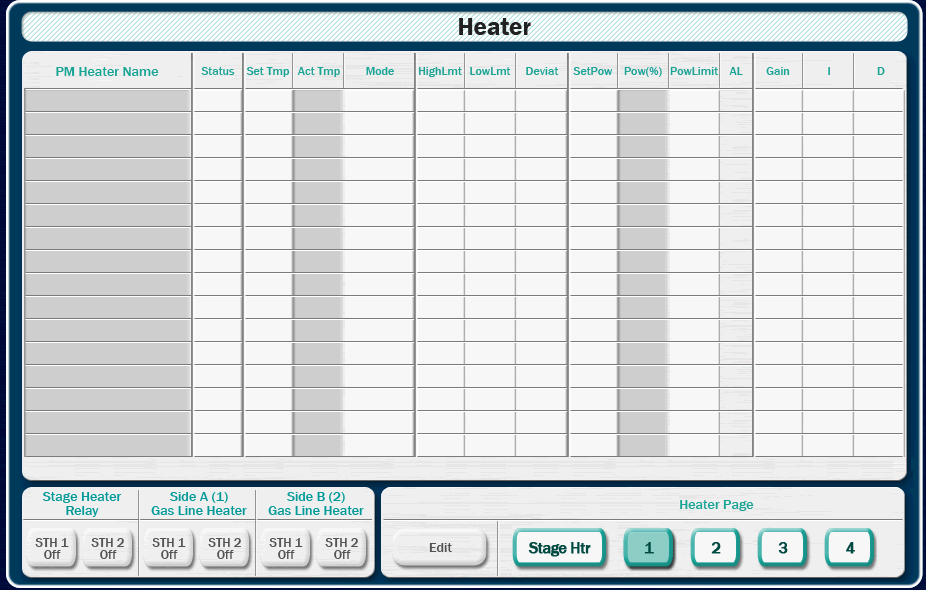 Heater
PM Heater Name Status Set Tmp Act Tmp Mode HighLmt LowLmt Deviat SetPow Pow(%) PowLimit AL Gain I D
Stage Heater
Relay
Side A (1)
Gas Line Heater
Side B (2)
Gas Line Heater
STH 1
Off
STH 2
Off
STH 1
Off
STH 2
Off
STH 1
Off
STH 2
Off
Heater Page
Edit
Stage Htr
1
2
3
4